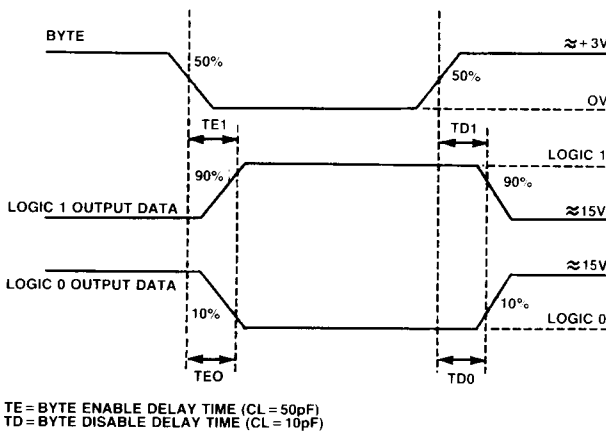 BYTE
≈+3V
50%
50%
OV
TE1
TD1
LOGIC 1
90%
90%
LOGIC 1 OUTPUT DATA
≈15V
≈15V
LOGIC 0 OUTPUT DATA
10%
10%
LOGIC 0
TEO
TD0
TE = BYTE ENABLE DELAY TIME (CL = 50pF)
TD = BYTE DISABLE DELAY TIME (CL = 10pF)